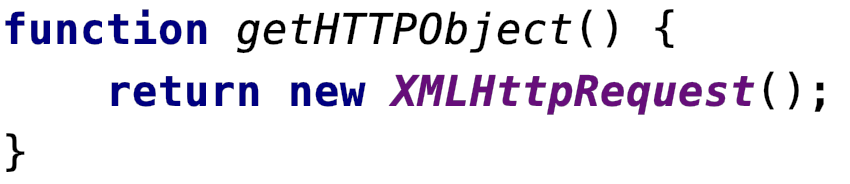 function getHTTPObject() {
    return new XMLHttpRequest();
}